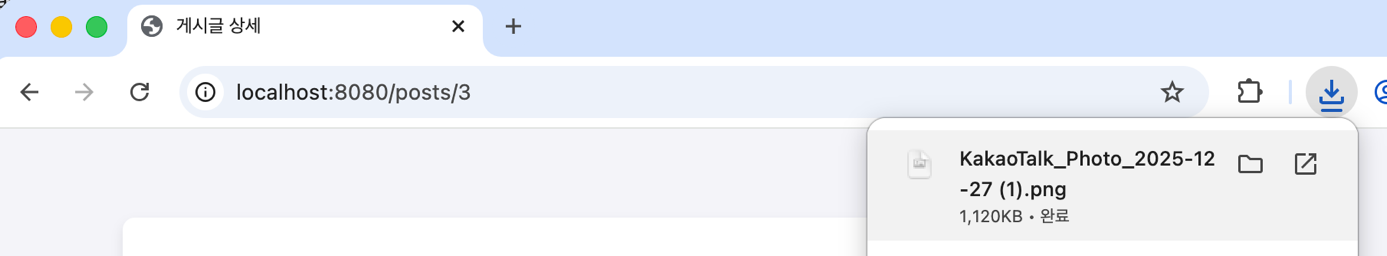 게시글 상세
localhost:8080/posts/3
KakaoTalk_Photo_2025-12
-27 (1).png
1,120KB • 완료